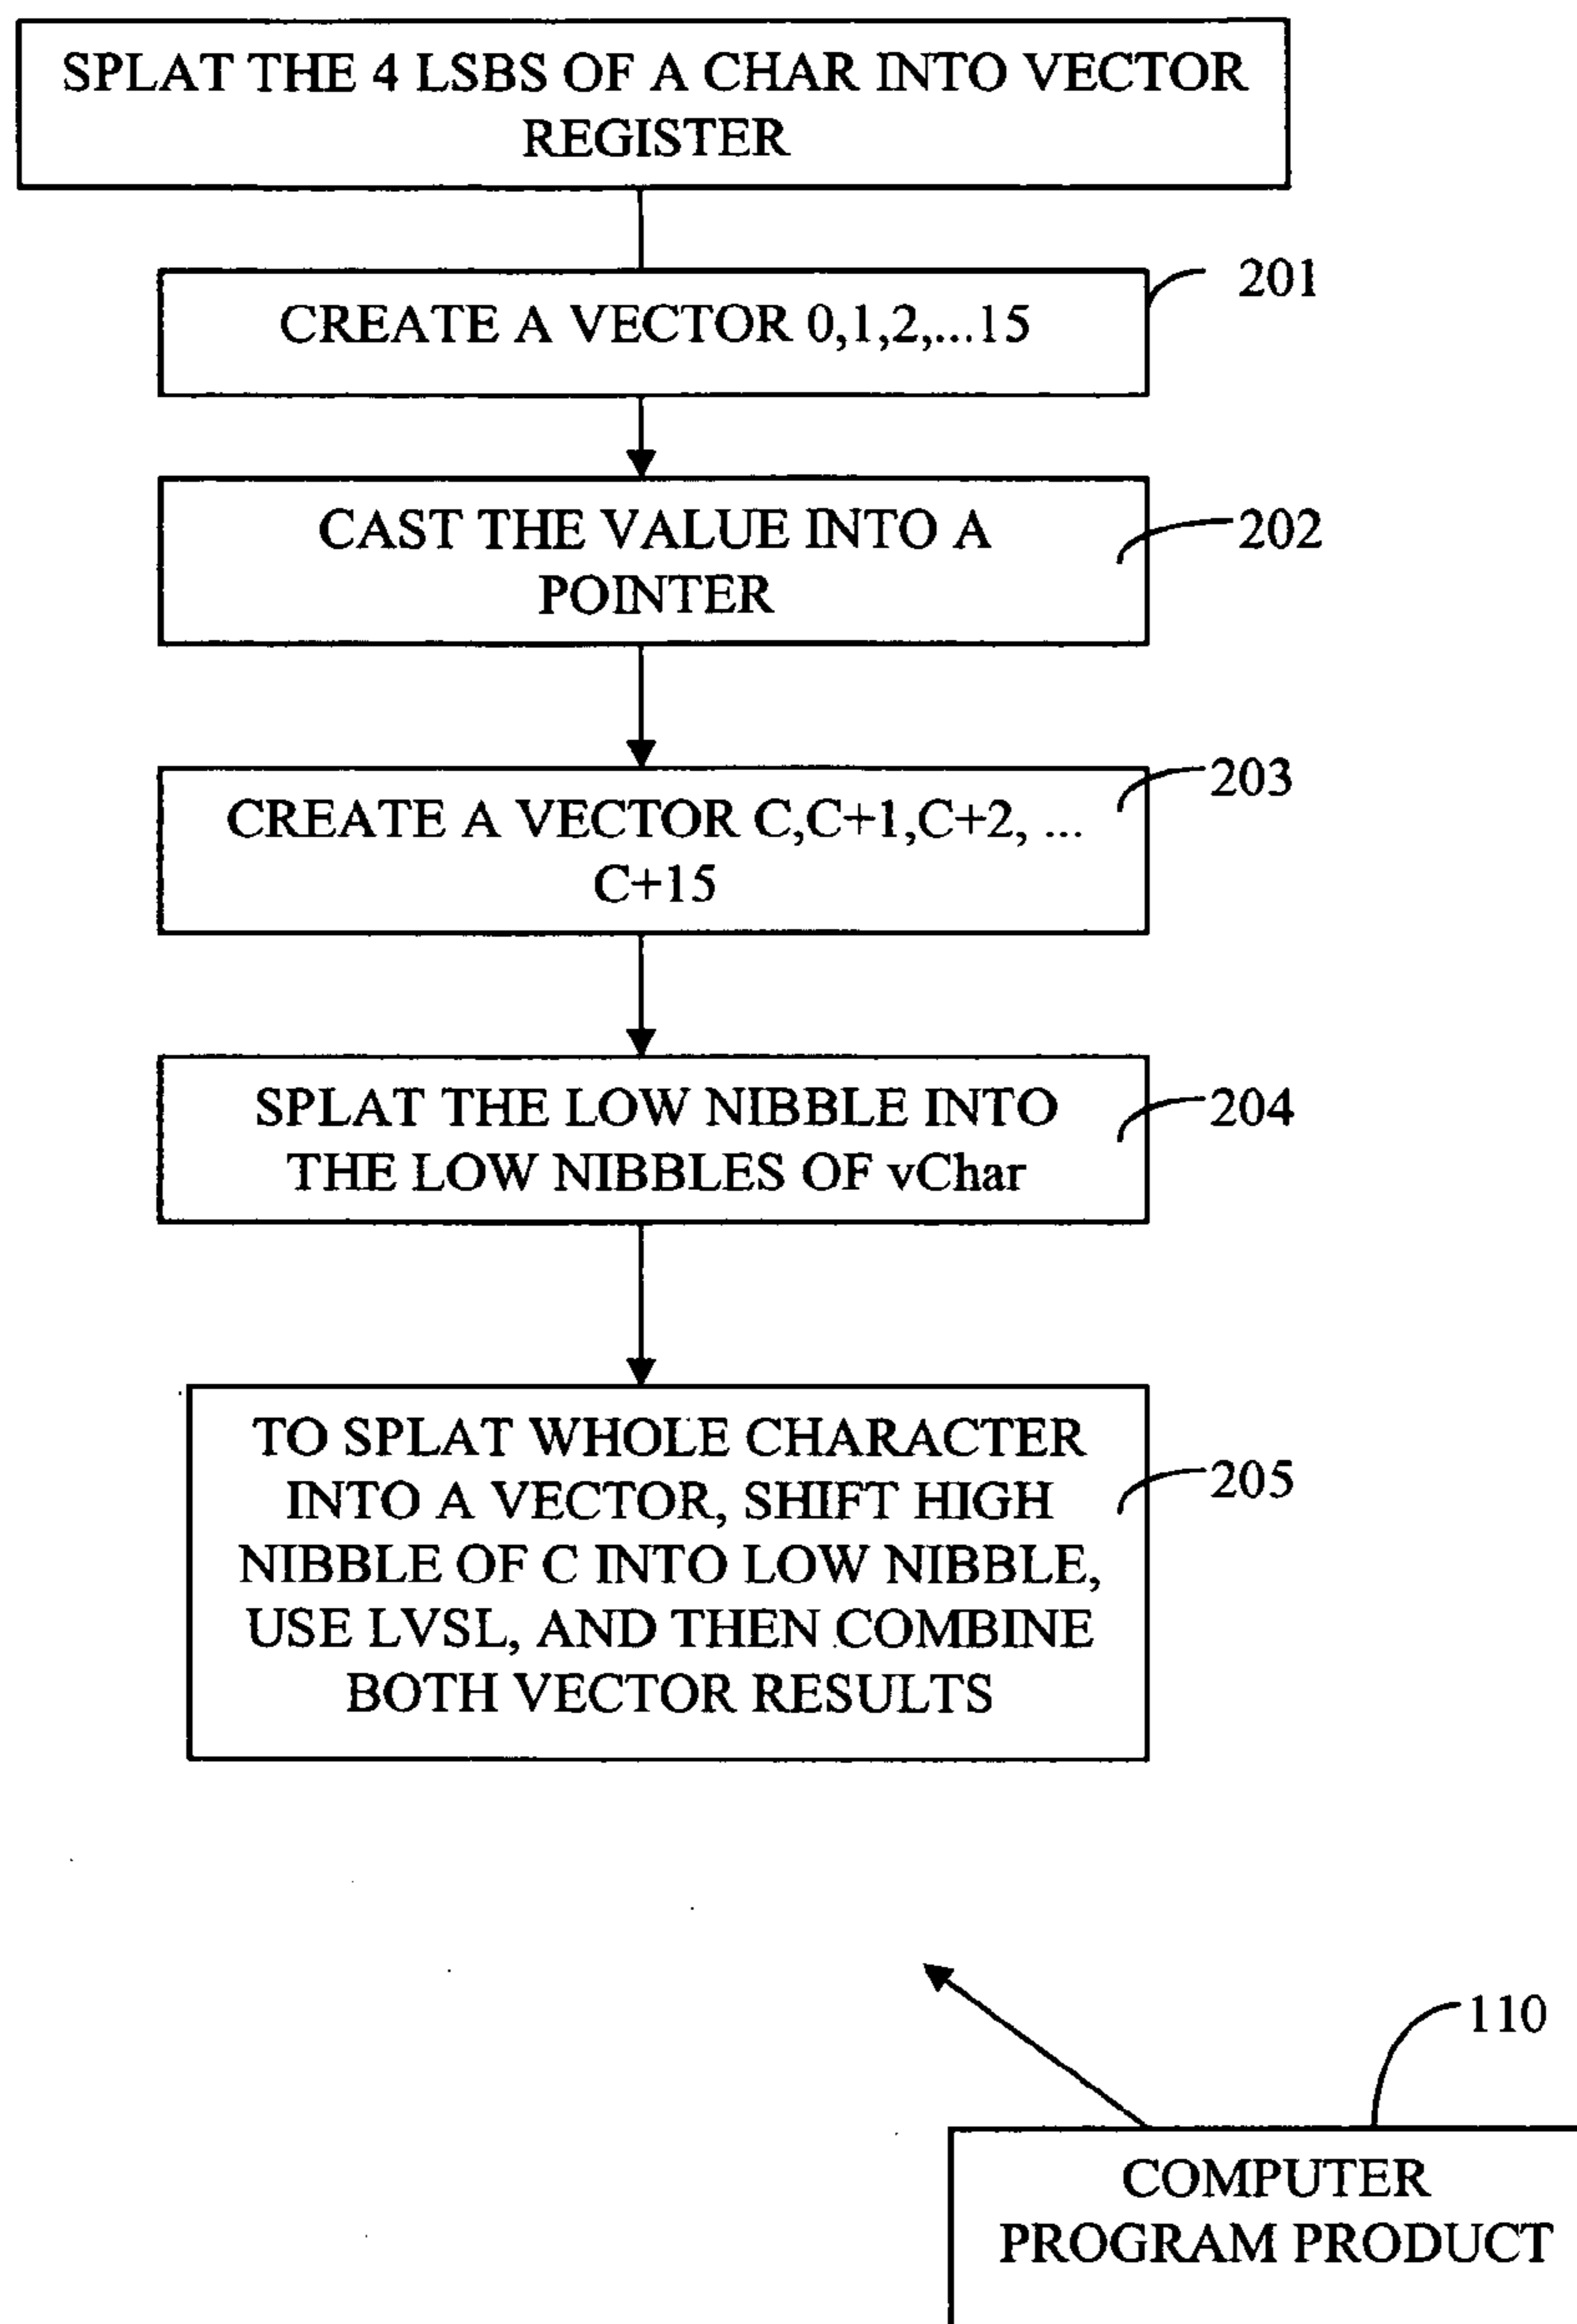 SPLAT THE 4 LSBS OF A CHAR INTO VECTOR
REGISTER
201
CREATE A VECTOR 0,1,2,...15
202
CAST THE VALUE INTO A
POINTER
203
CREATE A VECTOR C,C+1,C+2, ...
C+15
204
SPLAT THE LOW NIBBLE INTO
THE LOW NIBBLES OF vChar
205
TO SPLAT WHOLE CHARACTER
INTO A VECTOR, SHIFT HIGH
NIBBLE OF C INTO LOW NIBBLE,
USE LVSL, AND THEN COMBINE
BOTH VECTOR RESULTS
110
COMPUTER
PROGRAM PRODUCT